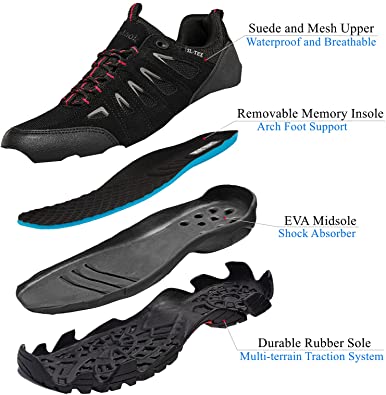 Suede and Mesh Upper
Waterproof and Breathable
Removable Memory Insole
Arch Foot Support
EVA Midsole
Shock Absorber
Durable Rubber Sole
Multi-terrain Traction System